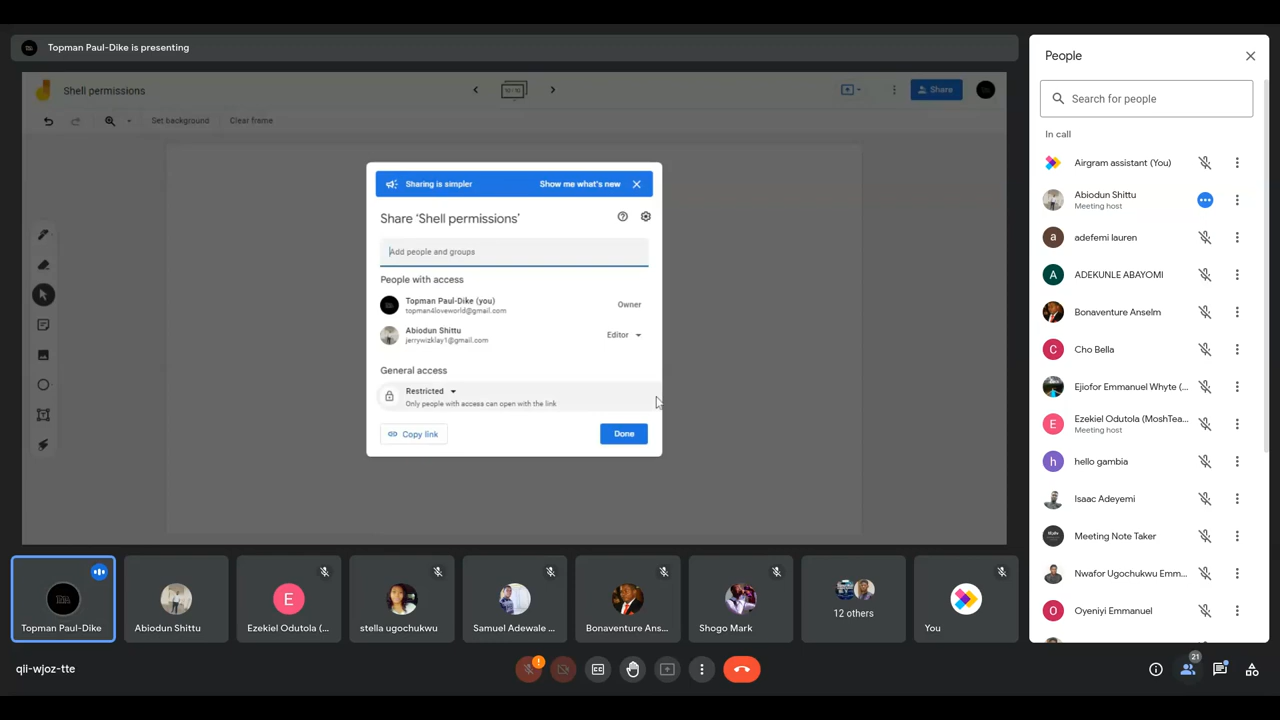 Topman Paul-Dike is presenting
Shell permissions
Share
Set background
Clear frame
Sharing is simpler
Show me what's new
Share 'Shell permissions'
Add people and groups
People with access
Topman Paul-Dike (you)
topman4loveworld@gmail.com
Owner
Abiodun Shittu
jerrywizklay1@gmail.com
Editor
General access
Restricted
Only people with access can open with the link
Copy link
Done
People
Search for people
In call
Airgram assistant (You)
Abiodun Shittu
Meeting host
adefemi lauren
ADEKUNLE ABAYOMI
Bonaventure Anselm
Cho Bella
Ejiofor Emmanuel Whyte (...
Ezekiel Odutola (MoshTea...
Meeting host
hello gambia
Isaac Adeyemi
Meeting Note Taker
Nwafor Ugochukwu Emm...
Oyeniyi Emmanuel
Topman Paul-Dike
Abiodun Shittu
E
Ezekiel Odutola (...
stella ugochukwu
Samuel Adewale ...
Bonaventure Ans...
Shogo Mark
12 others
You
qii-wjoz-tte
21